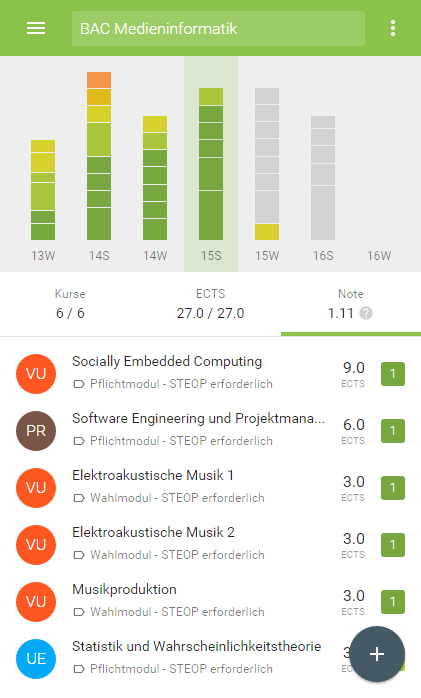 BAC Medieninformatik
13W 14S 14W 15S 15W 16S 16W
Kurse ECTS Note
6 / 6 27.0 / 27.0 1.11 ?
VU Socially Embedded Computing 9.0 1
Pflichtmodul - STEOP erforderlich ECTS
PR Software Engineering und Projektmana... 6.0 1
Pflichtmodul - STEOP erforderlich ECTS
VU Elektroakustische Musik 1 3.0 1
Wahlmodul - STEOP erforderlich ECTS
VU Elektroakustische Musik 2 3.0 1
Wahlmodul - STEOP erforderlich ECTS
VU Musikproduktion 3.0 1
Wahlmodul - STEOP erforderlich ECTS
UE Statistik und Wahrscheinlichkeitstheorie
Pflichtmodul - STEOP erforderlich